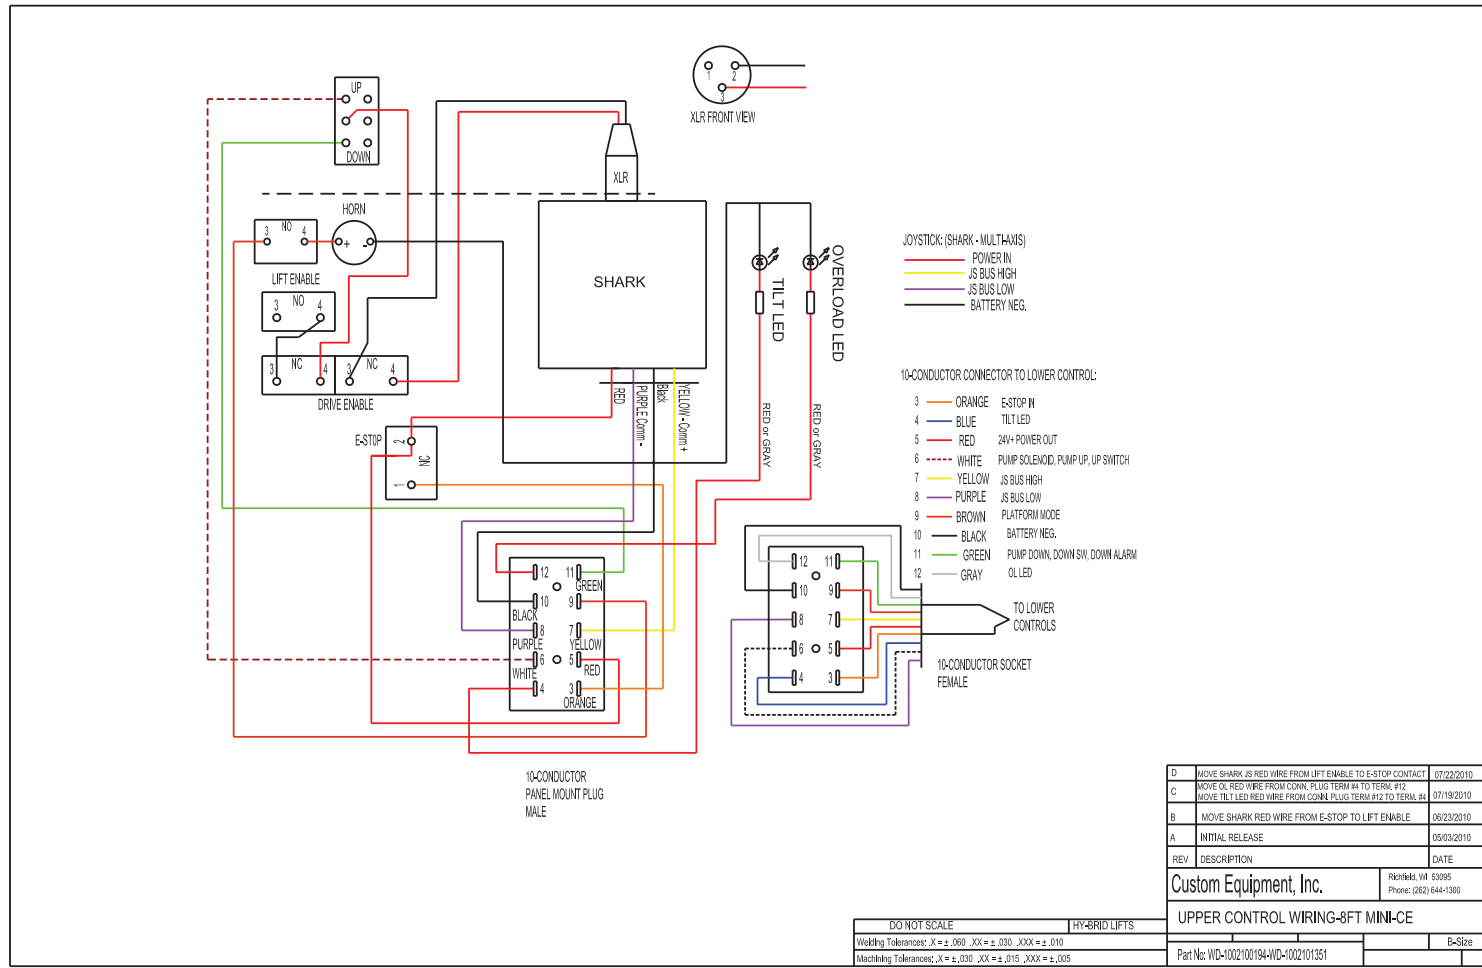 UP
DOWN
1
2
3
XLR FRONT VIEW
XLR
HORN
3 NO 4
+ -
LIFT ENABLE
3 NO 4
3 NC 4
3 NC 4
DRIVE ENABLE
SHARK
TILT LED
OVERLOAD LED
RED
PURPLE Comm -
Black
YELLOW - Comm +
RED or GRAY
RED or GRAY
E-STOP
2
NC
1
JOYSTICK: (SHARK - MULTI-AXIS)
POWER IN
JS BUS HIGH
JS BUS LOW
BATTERY NEG.
10-CONDUCTOR CONNECTOR TO LOWER CONTROL:
3 ORANGE E-STOP IN
4 BLUE TILT LED
5 RED 24V+ POWER OUT
6 WHITE PUMP SOLENOID, PUMP UP, UP SWITCH
7 YELLOW JS BUS HIGH
8 PURPLE JS BUS LOW
9 BROWN PLATFORM MODE
10 BLACK BATTERY NEG.
11 GREEN PUMP DOWN, DOWN SW, DOWN ALARM
12 GRAY OL LED
12 11
GREEN
10 9
BLACK
8 7
PURPLE YELLOW
6 5
WHITE RED
4 3
ORANGE
10-CONDUCTOR
PANEL MOUNT PLUG
MALE
12 11
10 9
8 7
6 5
4 3
TO LOWER
CONTROLS
10-CONDUCTOR SOCKET
FEMALE
D MOVE SHARK JS RED WIRE FROM LIFT ENABLE TO E-STOP CONTACT 07/22/2010
C MOVE OL RED WIRE FROM CONN. PLUG TERM #4 TO TERM. #12
MOVE TILT LED RED WIRE FROM CONN. PLUG TERM #12 TO TERM. #4 07/19/2010
B MOVE SHARK RED WIRE FROM E-STOP TO LIFT ENABLE 06/23/2010
A INITIAL RELEASE 05/03/2010
REV DESCRIPTION DATE
Custom Equipment, Inc.
Richfield, WI 53095
Phone: (262) 644-1300
UPPER CONTROL WIRING-8FT MINI-CE
B-Size
Part No: WD-1002100194-WD-1002101351
DO NOT SCALE HY-BRID LIFTS
Welding Tolerances: .X = ± .060 .XX = ± .030 .XXX = ± .010
Machining Tolerances: .X = ± .030 .XX = ± .015 .XXX = ± .005